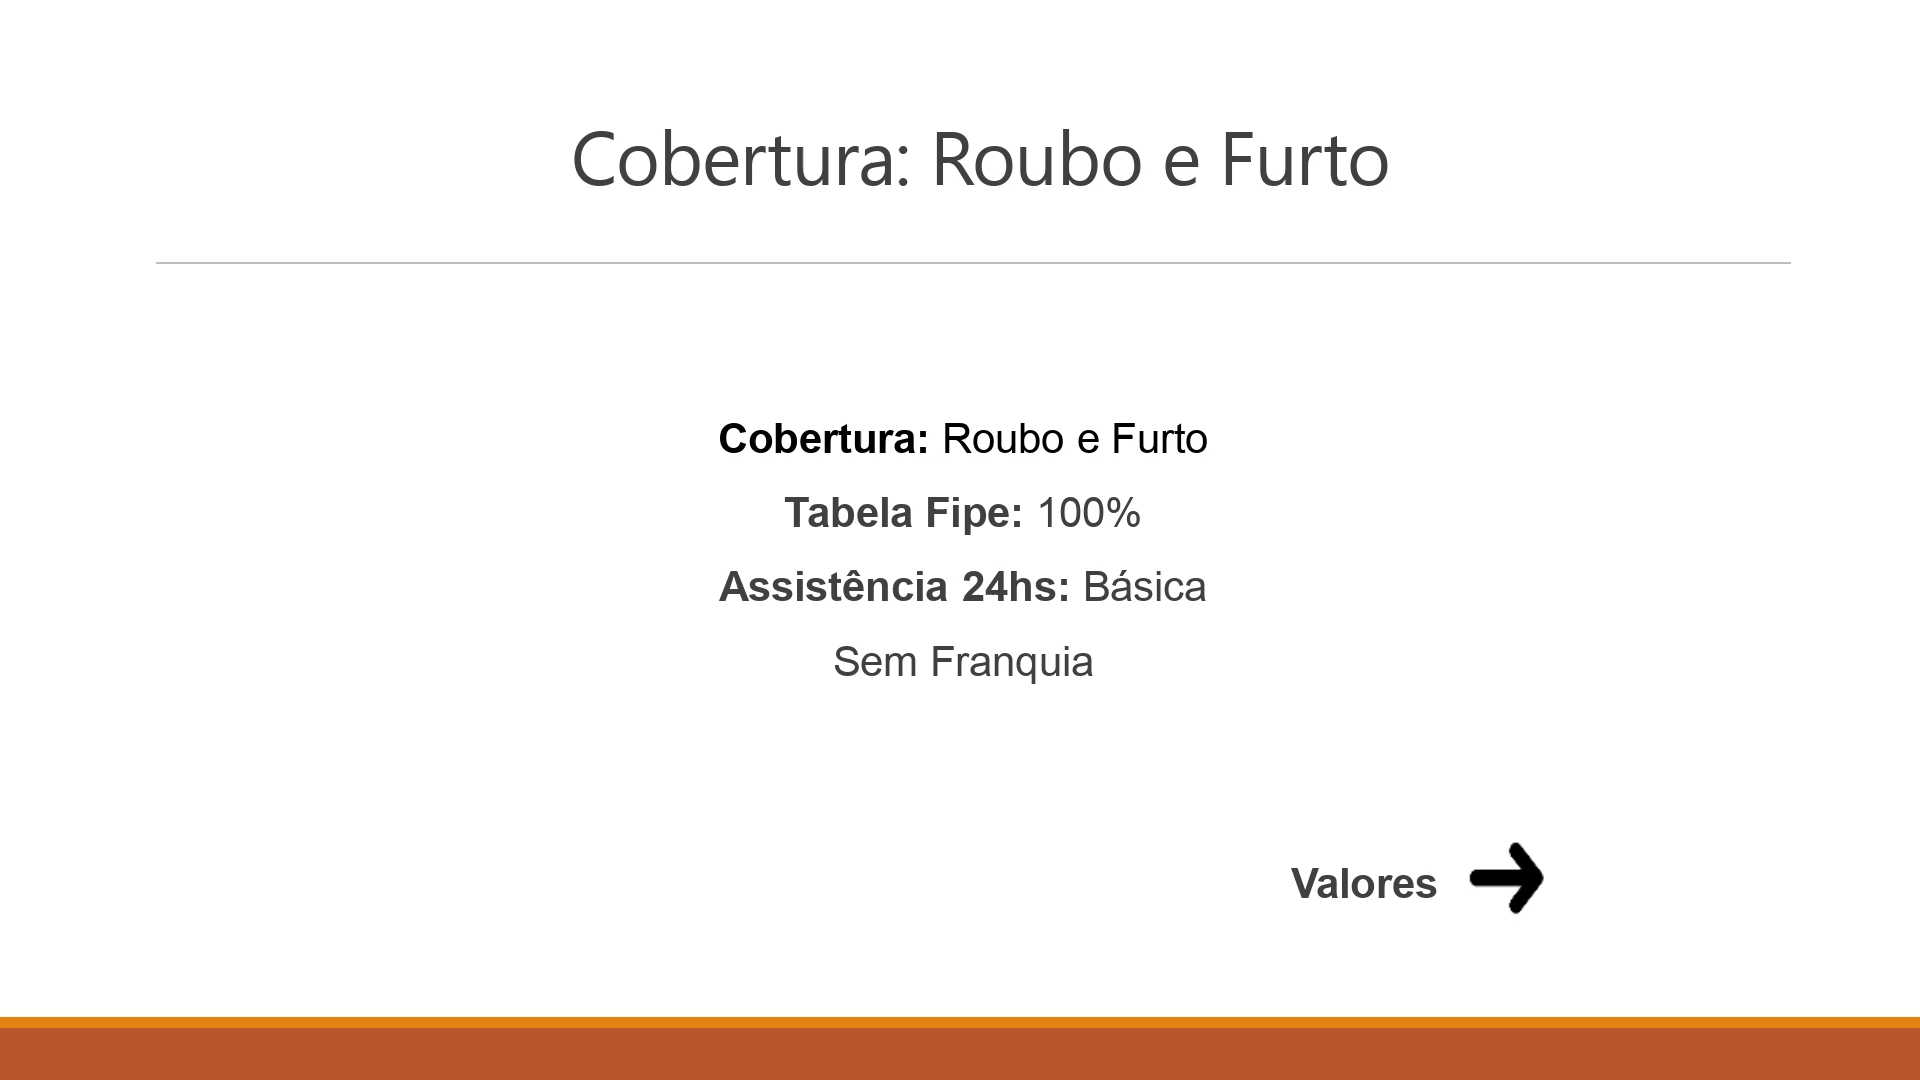 Cobertura: Roubo e Furto
Cobertura: Roubo e Furto
Tabela Fipe: 100%
Assistência 24hs: Básica
Sem Franquia
Valores